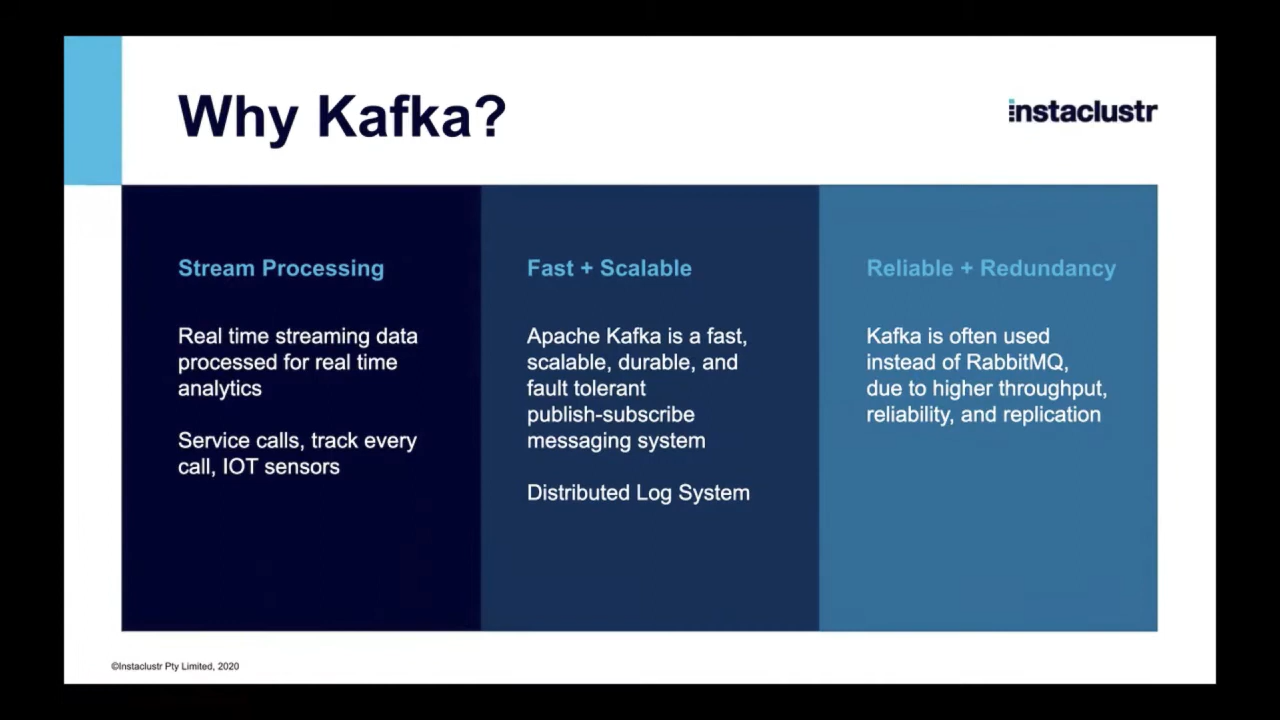 Why Kafka?
instaclustr
Stream Processing
Real time streaming data
processed for real time
analytics
Service calls, track every
call, IOT sensors
Fast + Scalable
Apache Kafka is a fast,
scalable, durable, and
fault tolerant
publish-subscribe
messaging system
Distributed Log System
Reliable + Redundancy
Kafka is often used
instead of RabbitMQ,
due to higher throughput,
reliability, and replication
©Instaclustr Pty Limited, 2020